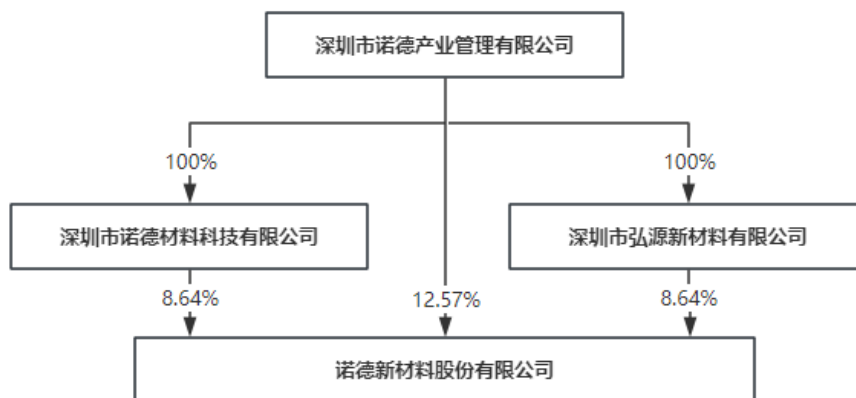 深圳市诺德产业管理有限公司
100%
100%
深圳市诺德材料科技有限公司
深圳市弘源新材料有限公司
8.64%
12.57%
8.64%
诺德新材料股份有限公司